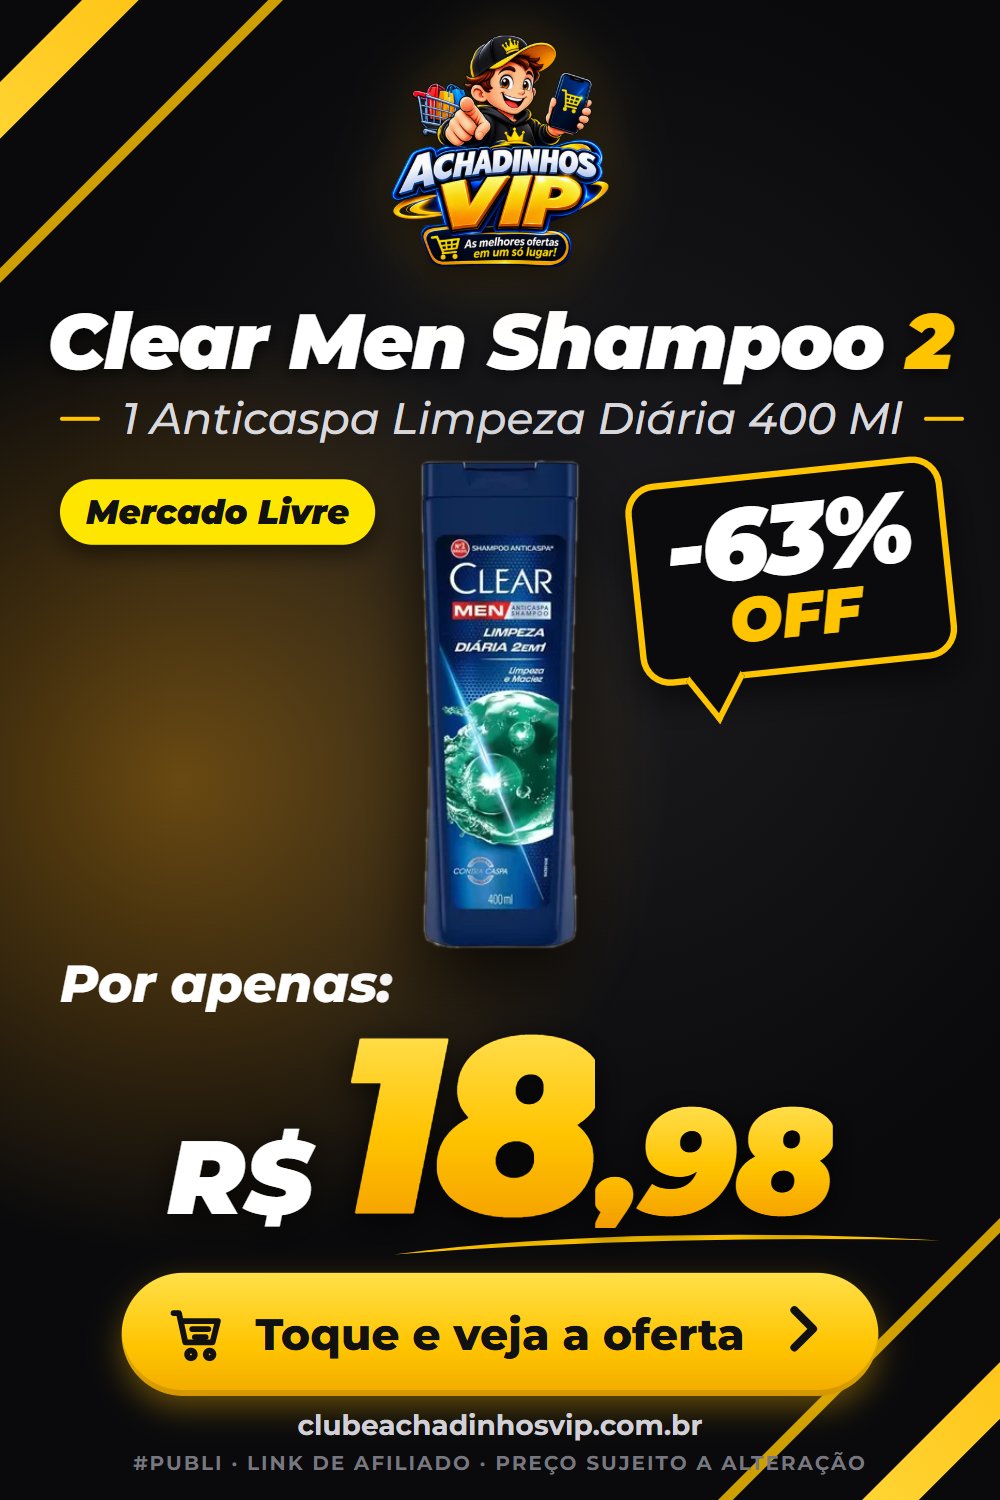 ACHADINHOS
VIP
As melhores ofertas
em um só lugar!
Clear Men Shampoo 2
1 Anticaspa Limpeza Diária 400 Ml
Mercado Livre
-63%
OFF
SHAMPOO ANTICASPA*
CLEAR
MEN ANTICASPA
SHAMPOO
LIMPEZA
DIÁRIA 2EM1
Limpeza
e Maciez
CONTRA CASPA
400 ml
Por apenas:
R$ 18,98
Toque e veja a oferta
clubeachadinhosvip.com.br
#PUBLI · LINK DE AFILIADO · PREÇO SUJEITO A ALTERAÇÃO